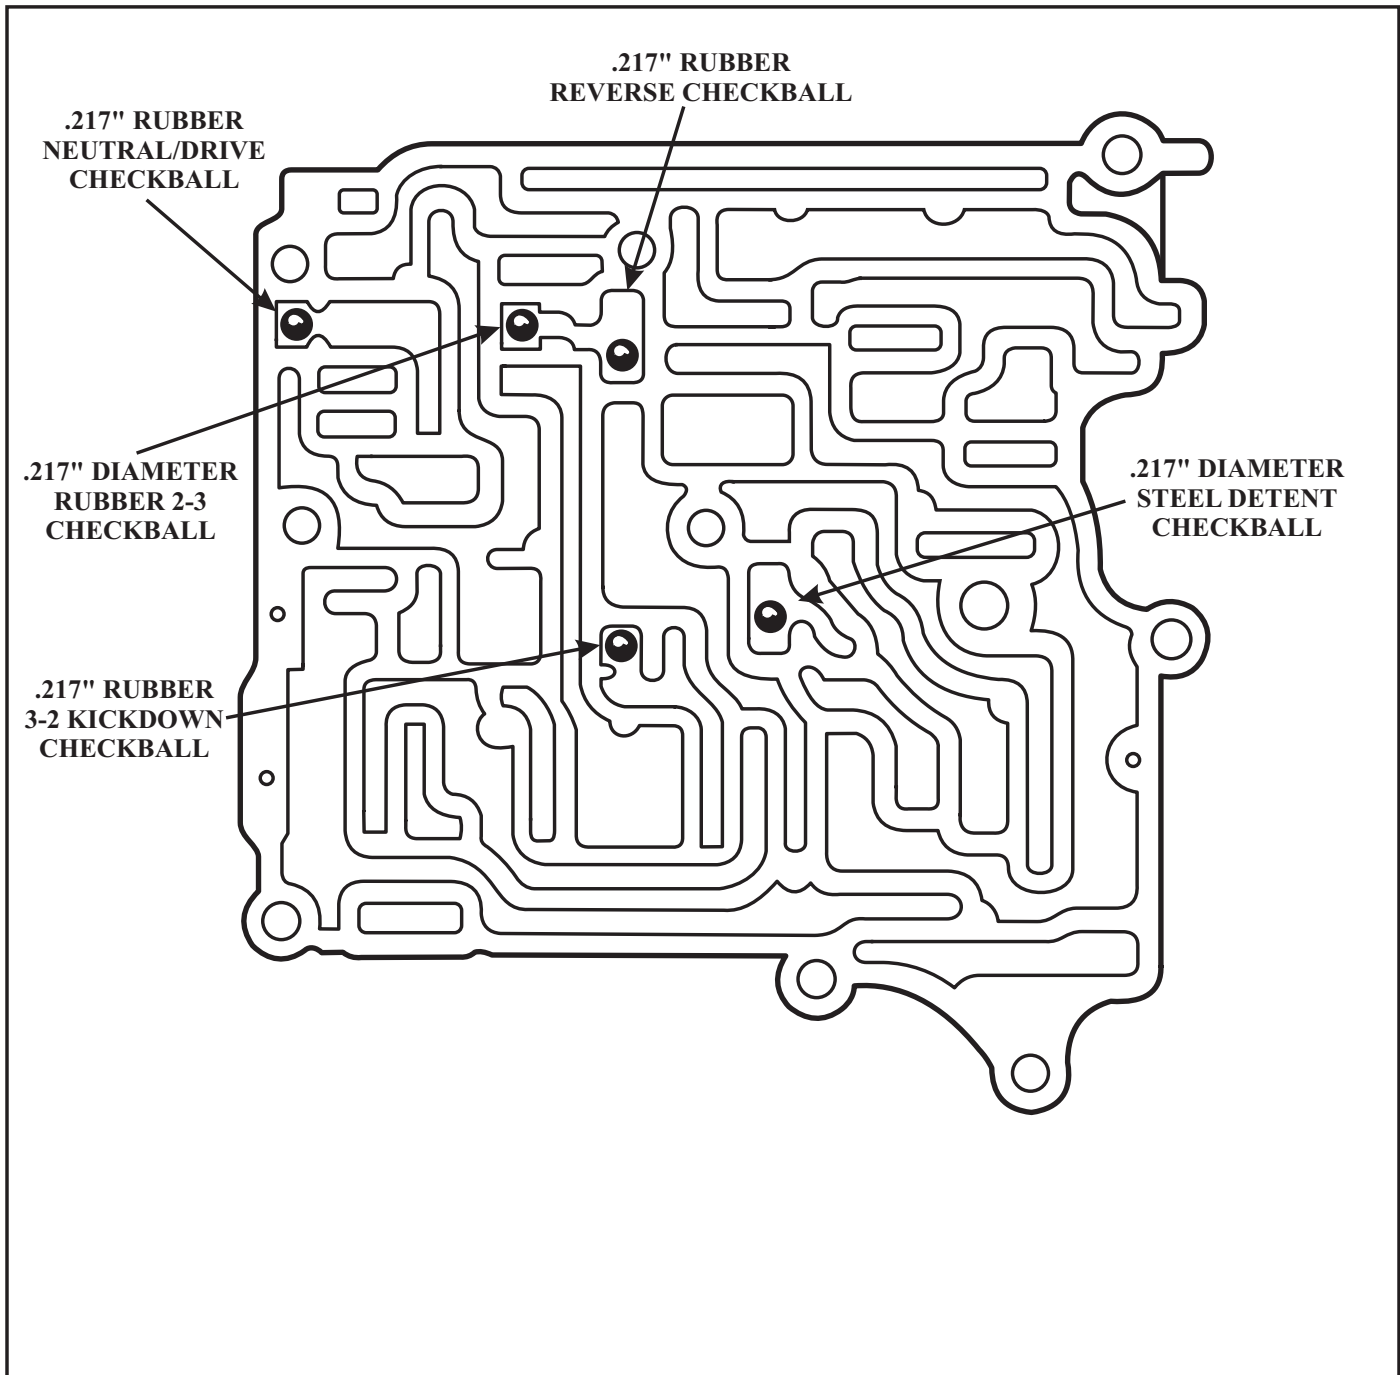 .217" RUBBER
REVERSE CHECKBALL
.217" RUBBER
NEUTRAL/DRIVE
CHECKBALL
.217" DIAMETER
RUBBER 2-3
CHECKBALL
.217" DIAMETER
STEEL DETENT
CHECKBALL
.217" RUBBER
3-2 KICKDOWN
CHECKBALL